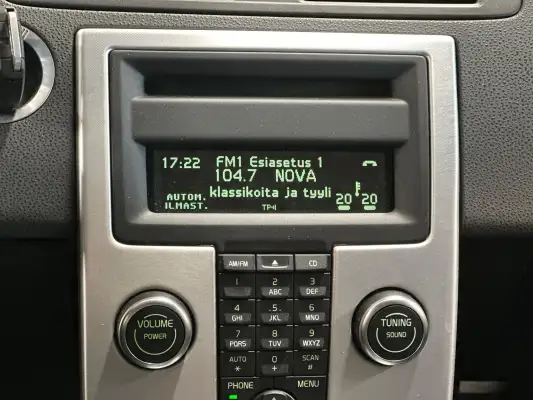 17:22 FM1 Esiasetus 1
104.7 NOVA
klassikoita ja tyyli
AUTOM.
ILMAST.
20 20
TP
AM/FM
CD
1
2 ABC
3 DEF
4 GHI
5 JKL
6 MNO
7 PQRS
8 TUV
9 WXYZ
AUTO *
0 +
SCAN #
PHONE
MENU
VOLUME
POWER
TUNING
SOUND